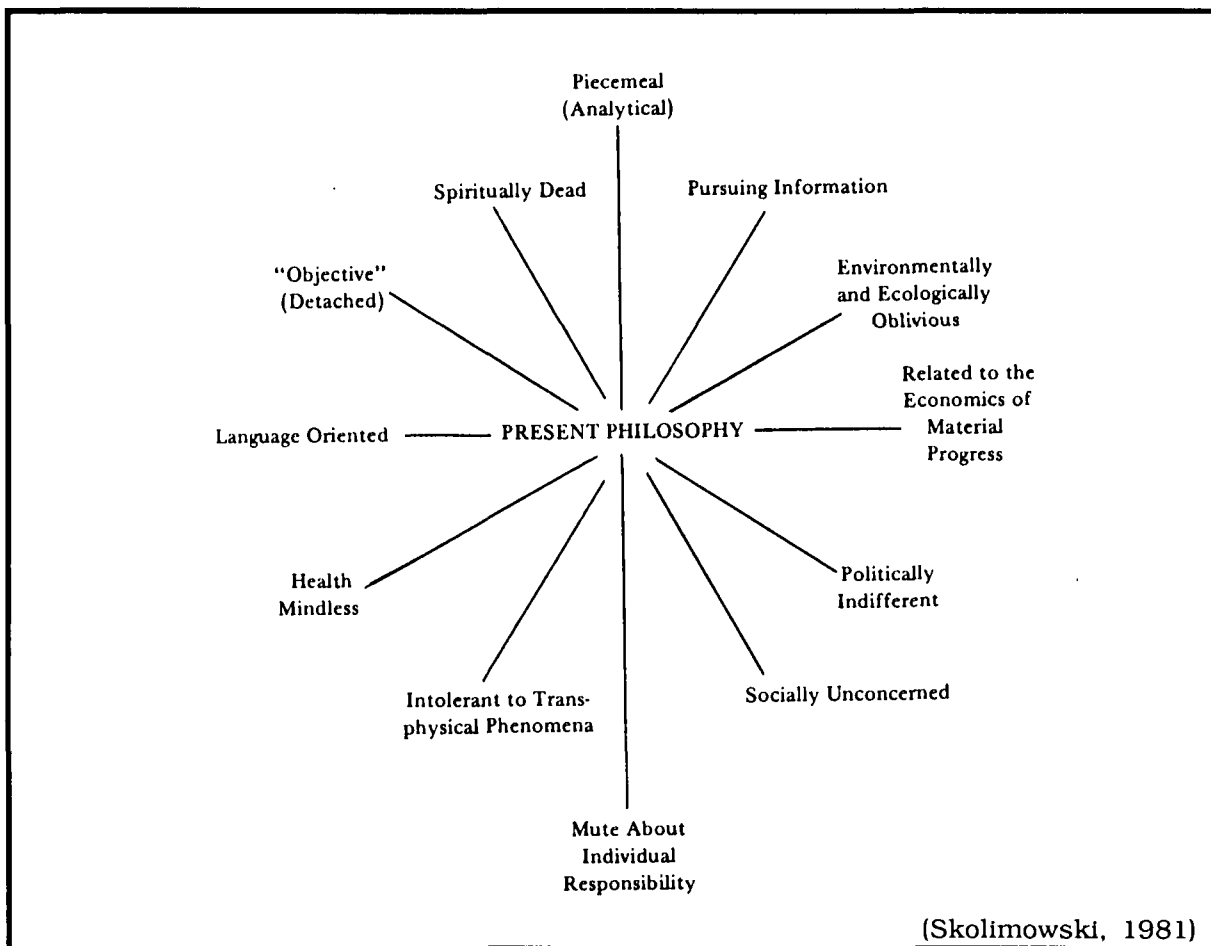 Piecemeal
(Analytical)
Spiritually Dead
Pursuing Information
"Objective"
(Detached)
Environmentally
and Ecologically
Oblivious
Related to the
Economics of
Material
Progress
Language Oriented
PRESENT PHILOSOPHY
Health
Mindless
Politically
Indifferent
Intolerant to Trans-
physical Phenomena
Socially Unconcerned
Mute About
Individual
Responsibility
(Skolimowski, 1981)